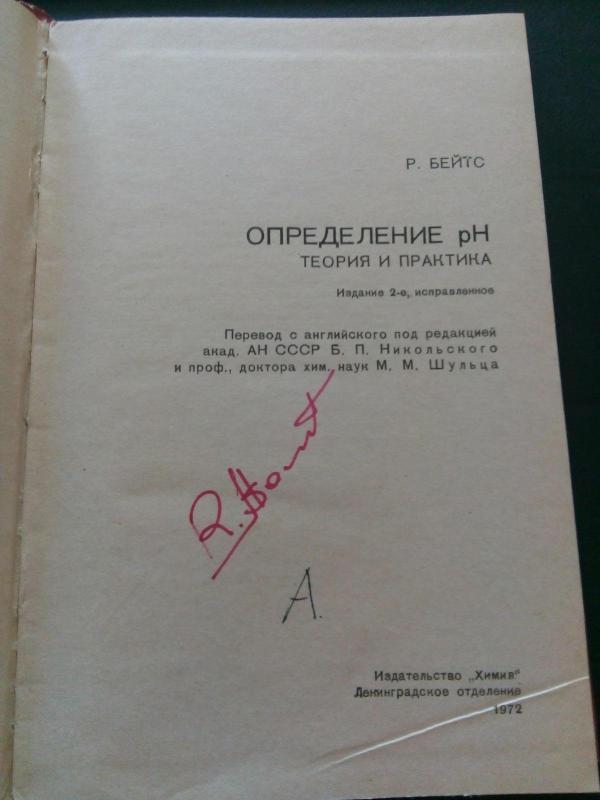 Р. БЕЙТС
ОПРЕДЕЛЕНИЕ pH
ТЕОРИЯ И ПРАКТИКА
Издание 2-е, исправленное
Перевод с английского под редакцией
акад. АН СССР Б. П. Никольского
и проф., доктора хим. наук М. М. Шульца
А.
Издательство „Химия"
Ленинградское отделение
1972